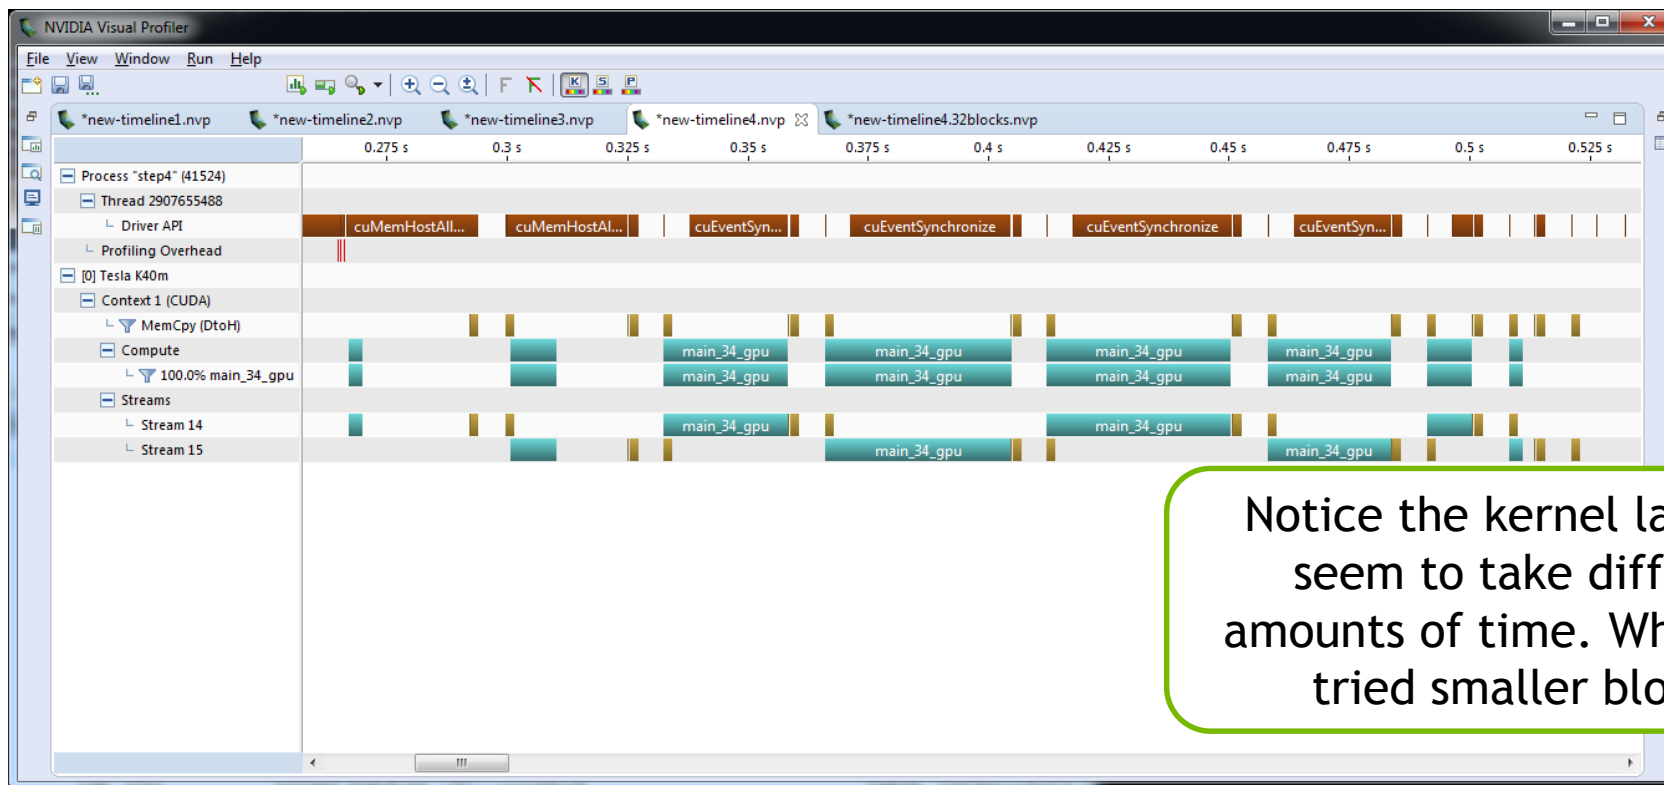 NVIDIA Visual Profiler
File View Window Run Help
*new-timeline1.nvp *new-timeline2.nvp *new-timeline3.nvp *new-timeline4.nvp *new-timeline4.32blocks.nvp
0.275 s 0.3 s 0.325 s 0.35 s 0.375 s 0.4 s 0.425 s 0.45 s 0.475 s 0.5 s 0.525 s
Process "step4" (41524)
Thread 2907655488
Driver API cuMemHostAll... cuMemHostAl... cuEventSyn... cuEventSynchronize cuEventSynchronize cuEventSyn...
Profiling Overhead
[0] Tesla K40m
Context 1 (CUDA)
MemCpy (DtoH)
Compute main_34_gpu main_34_gpu main_34_gpu main_34_gpu
100.0% main_34_gpu main_34_gpu main_34_gpu main_34_gpu main_34_gpu
Streams
Stream 14 main_34_gpu main_34_gpu
Stream 15 main_34_gpu main_34_gpu
Notice the kernel
seem to take
amounts of time.
tried smaller